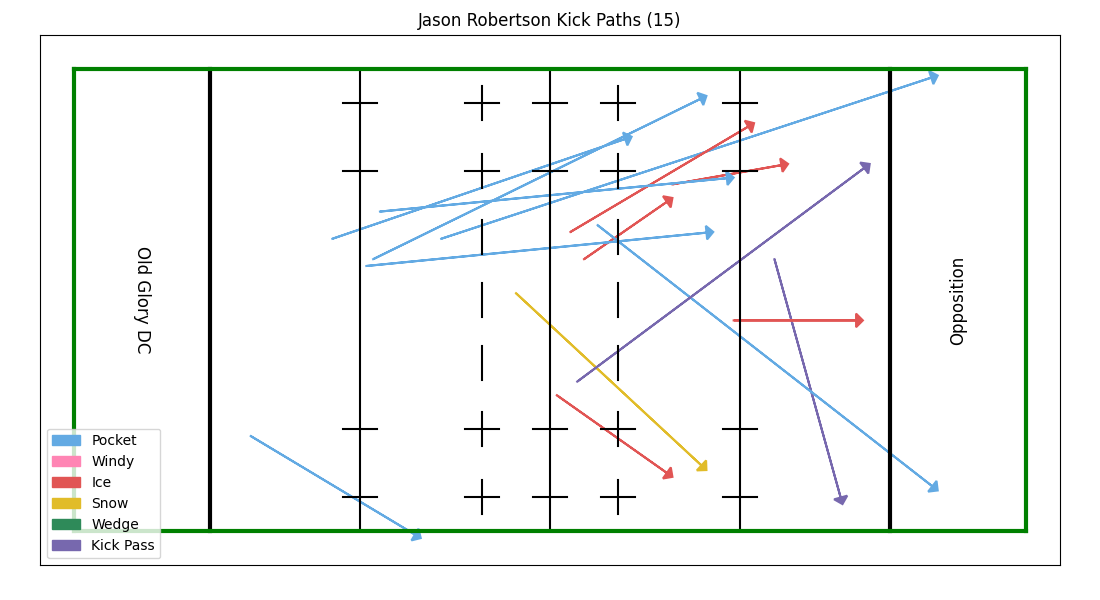 Jason Robertson Kick Paths (15)
Old Glory DC
Opposition
Pocket
Windy
Ice
Snow
Wedge
Kick Pass